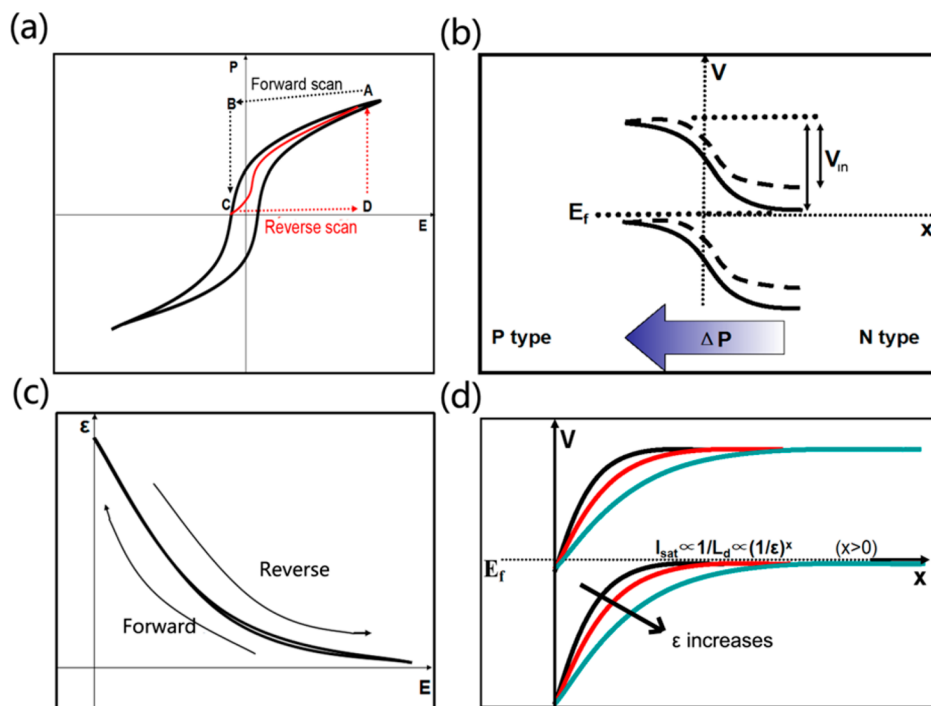 (a)
P
Forward scan
A
B
C
D
E
Reverse scan
(b)
V
V_in
E_f
x
ΔP
P type
N type
(c)
ε
Reverse
Forward
E
(d)
V
I_sat∝1/L_d∝(1/ε)^x (x>0)
E_f
x
ε increases